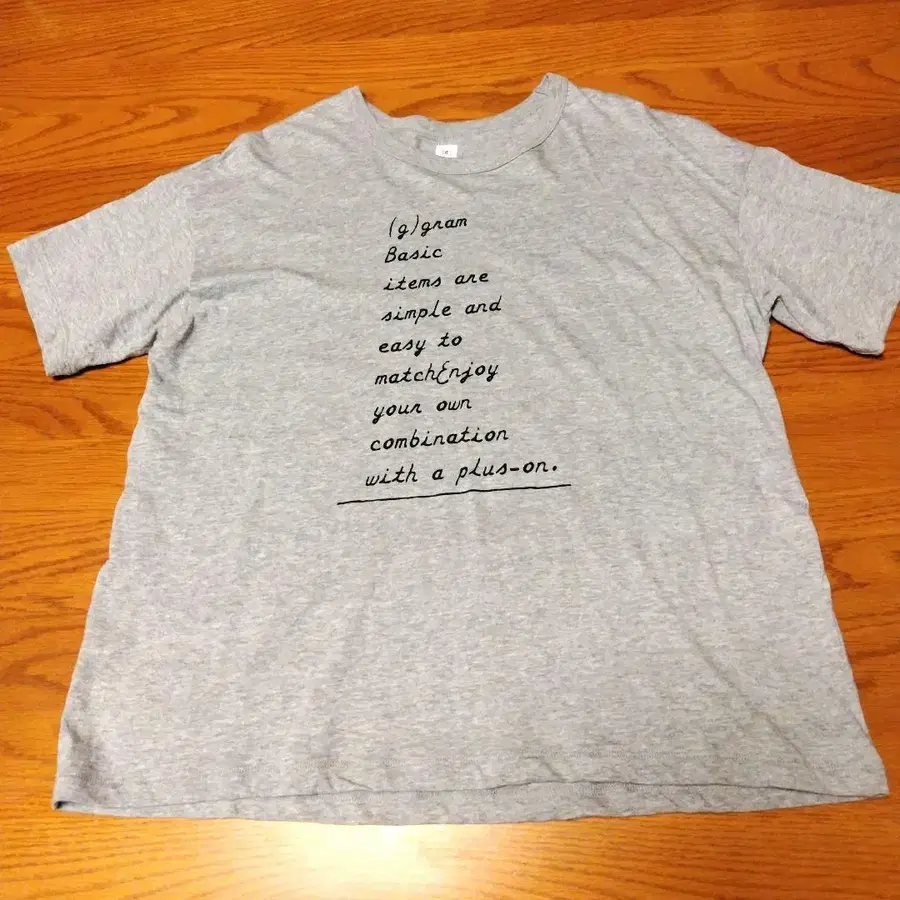 (g)gram
Basic
items are
simple and
easy to
matchEnjoy
your own
combination
with a plus-on.